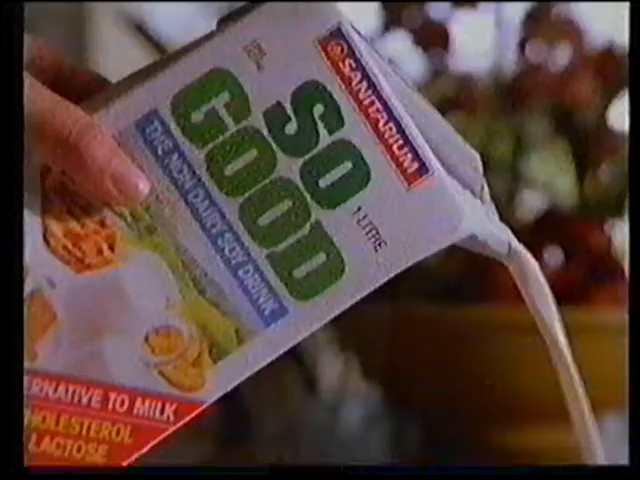 SANITARIUM
SO
GOOD
1 LITRE
THE NON DAIRY SOY DRINK
ERNATIVE TO MILK
HOLESTEROL
LACTOSE